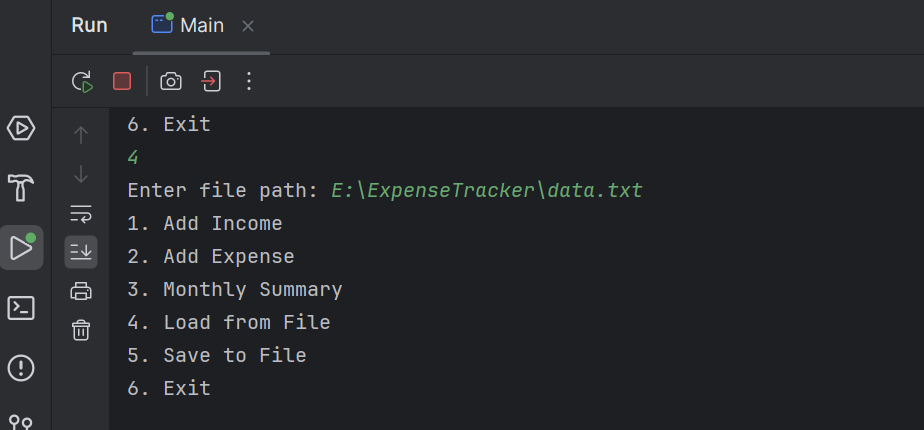 Run Main
6. Exit
4
Enter file path: E:\ExpenseTracker\data.txt
1. Add Income
2. Add Expense
3. Monthly Summary
4. Load from File
5. Save to File
6. Exit